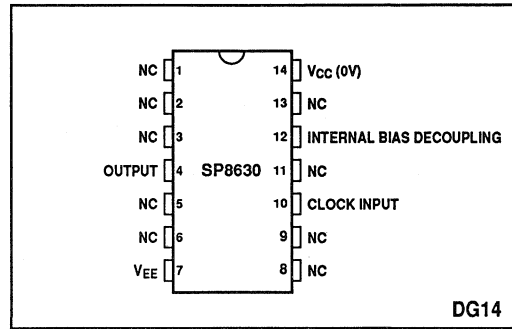 NC 1 14 VCC (0V)
NC 2 13 NC
NC 3 12 INTERNAL BIAS DECOUPLING
OUTPUT 4 SP8630 11 NC
NC 5 10 CLOCK INPUT
NC 6 9 NC
VEE 7 8 NC
DG14